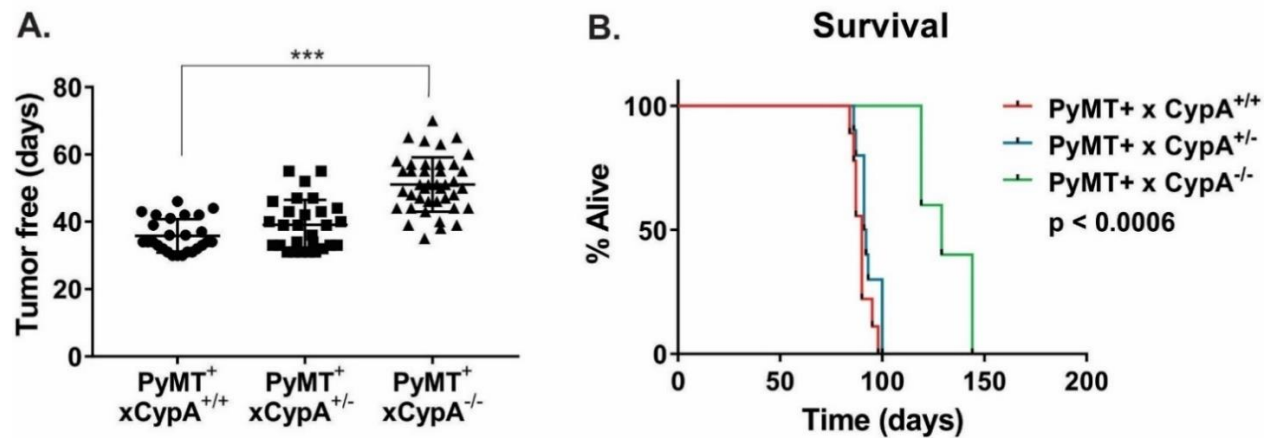 A.
***
Tumor free (days)
80
60
40
20
0
PyMT⁺
xCypA⁺/⁺
PyMT⁺
xCypA⁺/⁻
PyMT⁺
xCypA⁻/⁻
B.
Survival
% Alive
100
50
0
0 50 100 150 200
Time (days)
PyMT+ x CypA⁺/⁺
PyMT+ x CypA⁺/⁻
PyMT+ x CypA⁻/⁻
p < 0.0006